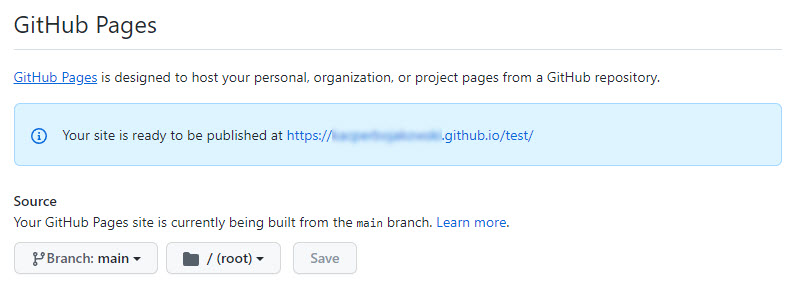 GitHub Pages
GitHub Pages is designed to host your personal, organization, or project pages from a GitHub repository.
Your site is ready to be published at https:// .github.io/test/
Source
Your GitHub Pages site is currently being built from the main branch. Learn more.
Branch: main / (root) Save